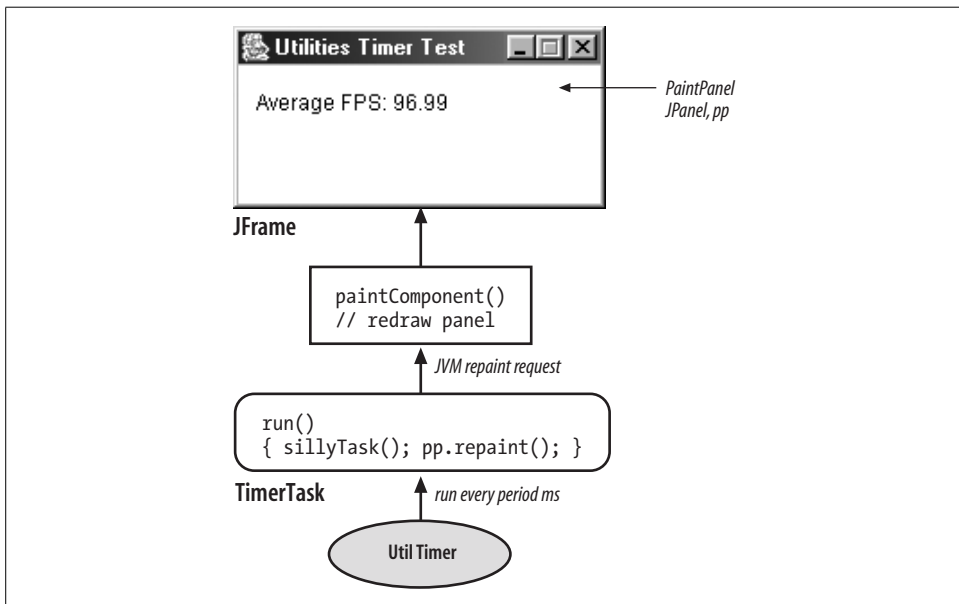 Utilities Timer Test
Average FPS: 96.99
PaintPanel
JPanel, pp
JFrame
paintComponent()
// redraw panel
JVM repaint request
run()
{ sillyTask(); pp.repaint(); }
TimerTask
run every period ms
Util Timer